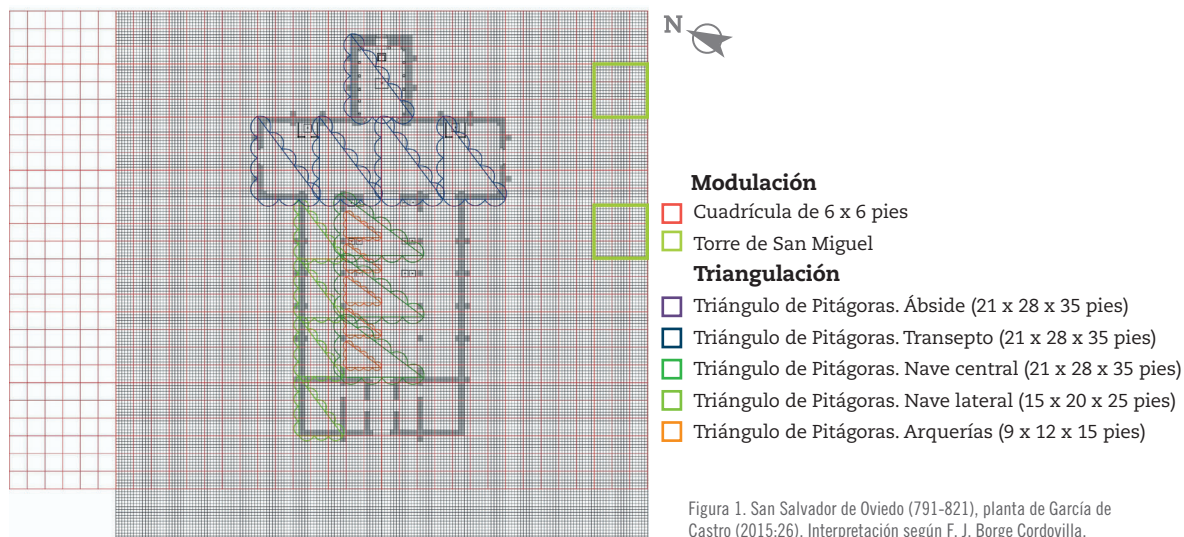 N
Modulación
Cuadrícula de 6 x 6 pies
Torre de San Miguel
Triangulación
Triángulo de Pitágoras. Ábside (21 x 28 x 35 pies)
Triángulo de Pitágoras. Transepto (21 x 28 x 35 pies)
Triángulo de Pitágoras. Nave central (21 x 28 x 35 pies)
Triángulo de Pitágoras. Nave lateral (15 x 20 x 25 pies)
Triángulo de Pitágoras. Arquerías (9 x 12 x 15 pies)
Figura 1. San Salvador de Oviedo (791-821), planta de García de
Castro (2015:26). Interpretación según F. J. Borge Cordovilla.